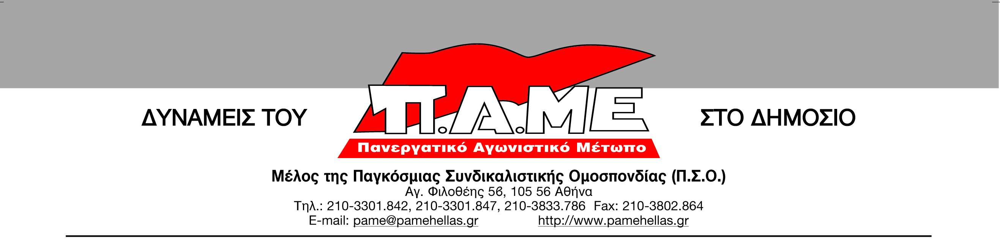 ΔΥΝΑΜΕΙΣ ΤΟΥ Π.Α.ΜΕ ΣΤΟ ΔΗΜΟΣΙΟ
Πανεργατικό Αγωνιστικό Μέτωπο
Μέλος της Παγκόσμιας Συνδικαλιστικής Ομοσπονδίας (Π.Σ.Ο.)
Αγ. Φιλοθέης 5β, 105 56 Αθήνα
Τηλ.: 210-3301.842, 210-3301.847, 210-3833.786 Fax: 210-3802.864
E-mail: pame@pamehellas.gr http://www.pamehellas.gr